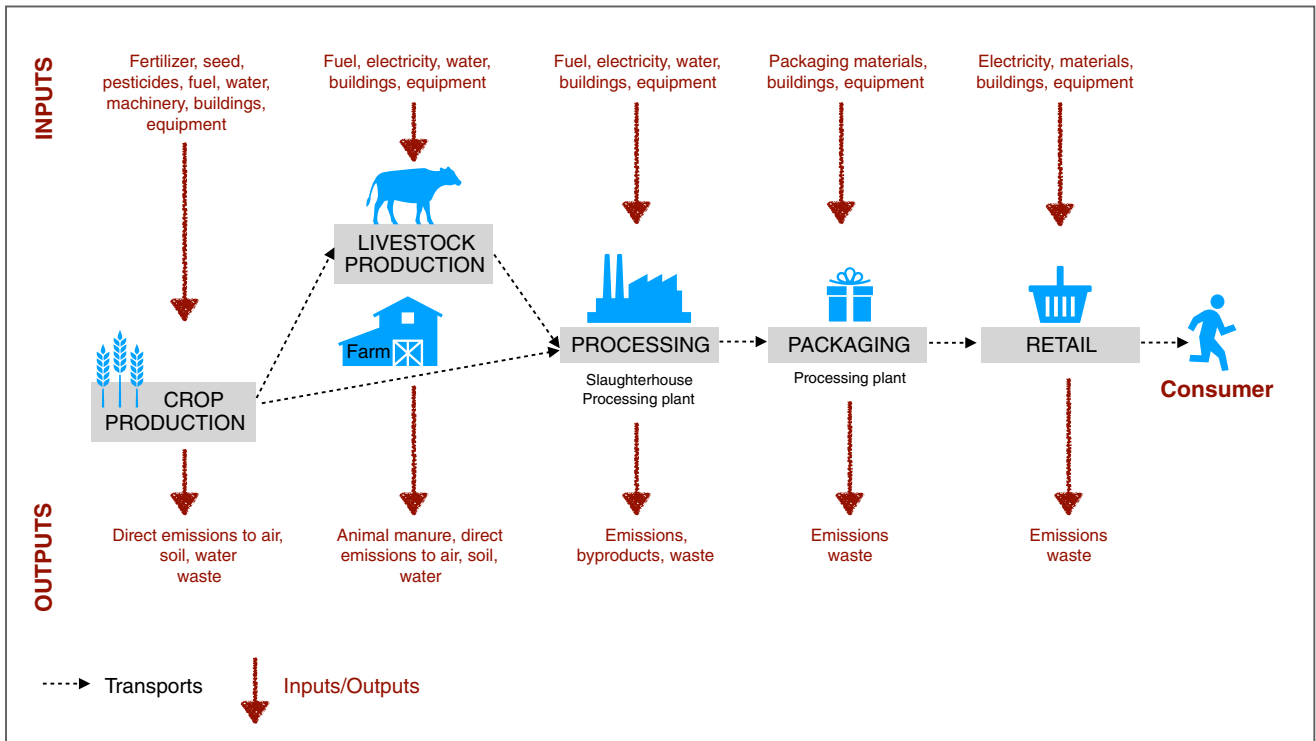 INPUTS
Fertilizer, seed,
pesticides, fuel, water,
machinery, buildings,
equipment
Fuel, electricity, water,
buildings, equipment
Fuel, electricity, water,
buildings, equipment
Packaging materials,
buildings, equipment
Electricity, materials,
buildings, equipment
LIVESTOCK
PRODUCTION
Farm
CROP
PRODUCTION
PROCESSING
Slaughterhouse
Processing plant
PACKAGING
Processing plant
RETAIL
Consumer
OUTPUTS
Direct emissions to air,
soil, water
waste
Animal manure, direct
emissions to air, soil,
water
Emissions,
byproducts, waste
Emissions
waste
Emissions
waste
Transports
Inputs/Outputs